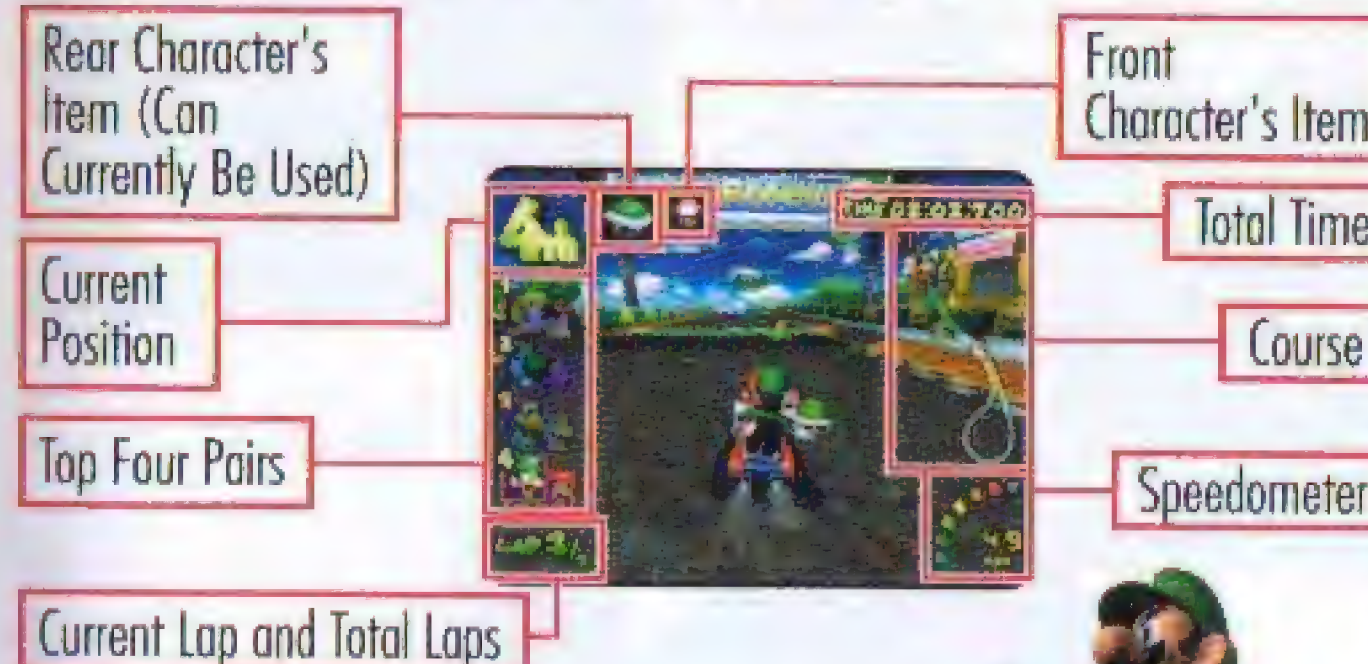 Rear Character's
Item (Can
Currently Be Used)
Front
Character's Item
Total Time
Current
Position
Course
Top Four Pairs
Speedometer
Current Lap and Total Laps